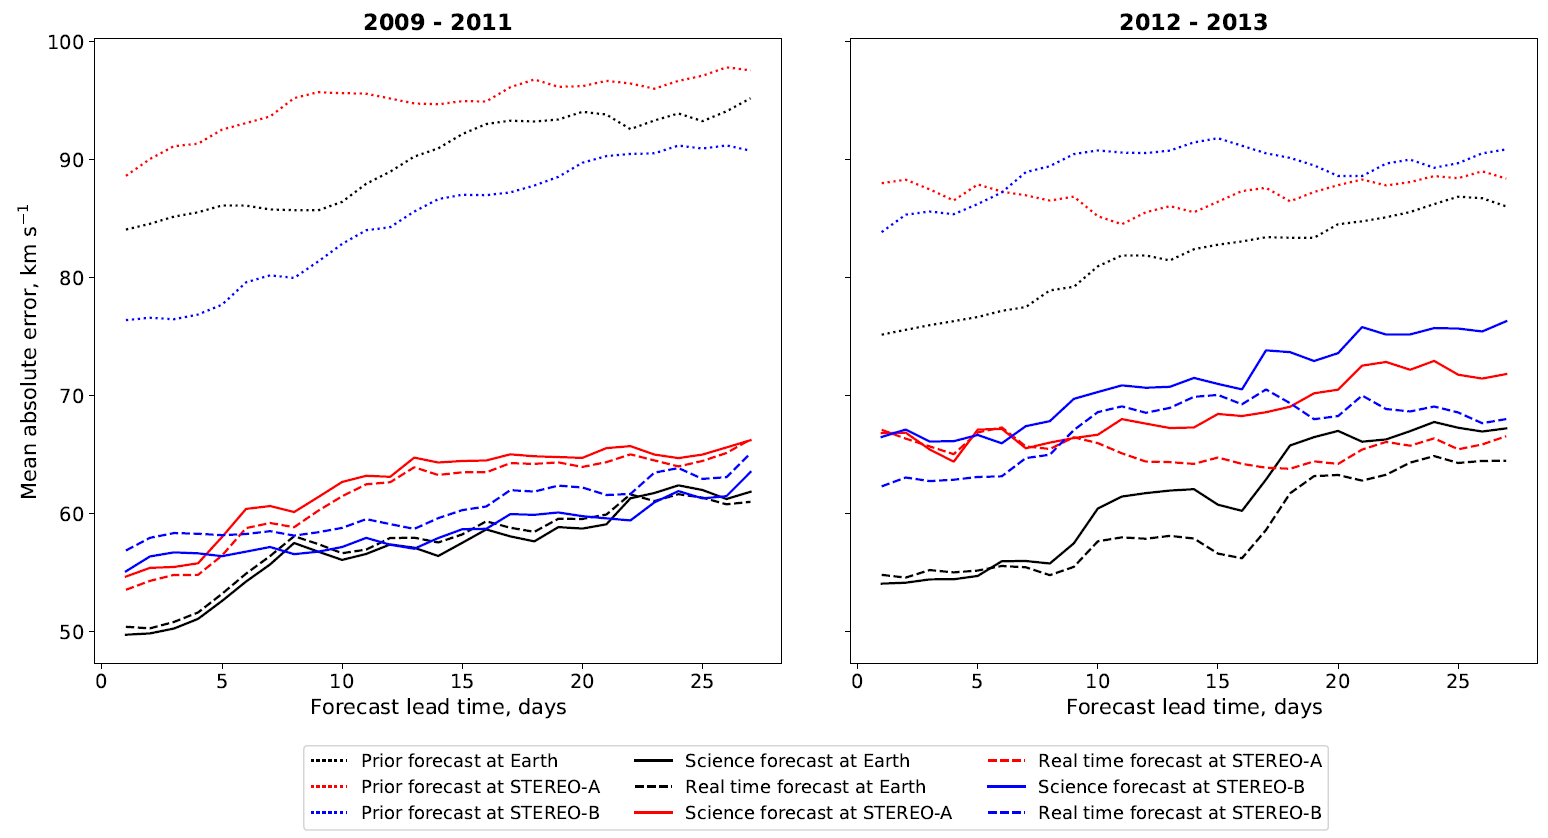 2009 - 2011
2012 - 2013
Mean absolute error, km s⁻¹
100
90
80
70
60
50
0 5 10 15 20 25
0 5 10 15 20 25
Forecast lead time, days
Forecast lead time, days
Prior forecast at Earth
Prior forecast at STEREO-A
Prior forecast at STEREO-B
Science forecast at Earth
Real time forecast at Earth
Science forecast at STEREO-A
Real time forecast at STEREO-A
Science forecast at STEREO-B
Real time forecast at STEREO-B